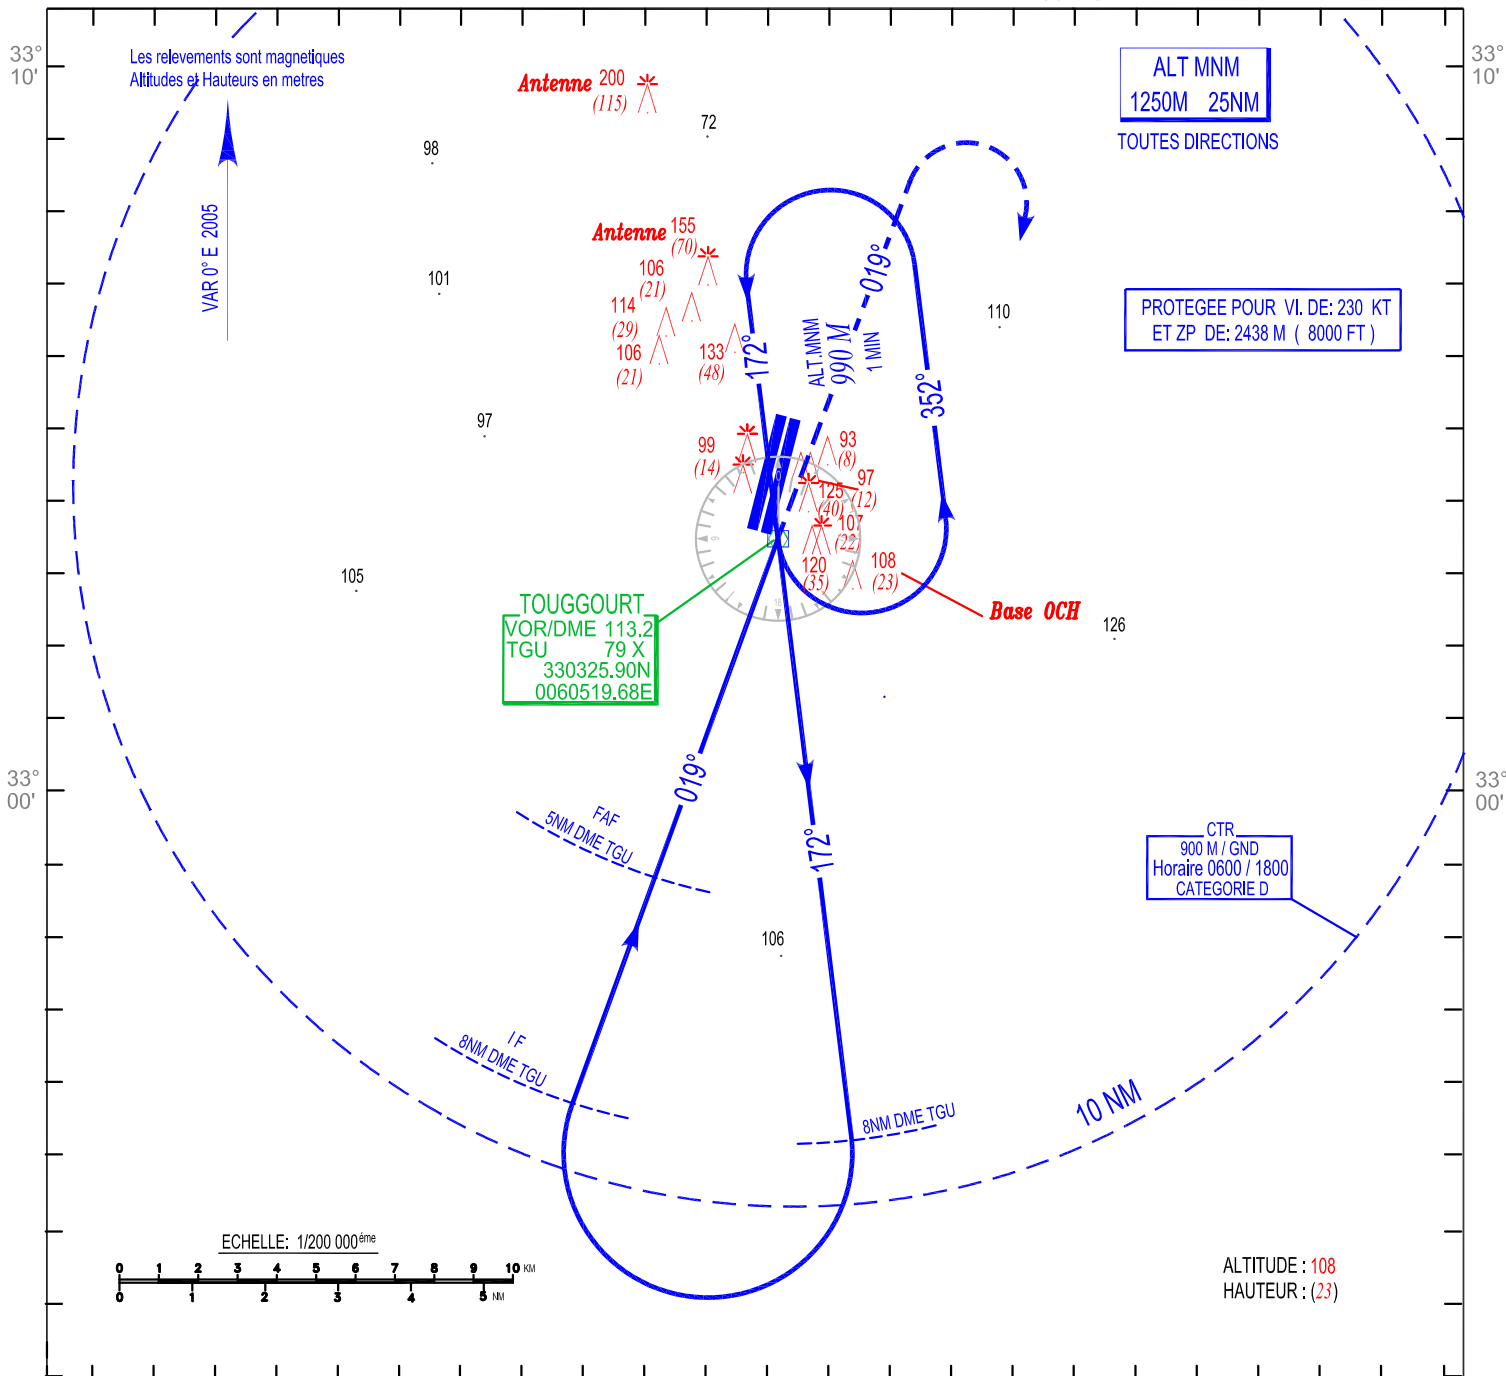 33°
10'
Les relevements sont magnetiques
Altitudes et Hauteurs en metres
VAR 0° E 2005
Antenne 200
(115)
72
98
ALT MNM
1250M 25NM
TOUTES DIRECTIONS
33°
10'
Antenne 155
(70)
106
(21)
114
(29)
106
(21)
133
(48)
101
97
172°
ALT.MNM
990 M
1 MIN
019°
352°
110
PROTEGEE POUR VI. DE: 230 KT
ET ZP DE: 2438 M ( 8000 FT )
99
(14)
93
(8)
97
(12)
125
(40)
107
(22)
120
(35)
108
(23)
Base OCH
9
18
105
126
TOUGGOURT
VOR/DME 113.2
TGU 79 X
330325.90N
0060519.68E
33°
00'
019°
172°
FAF
5NM DME TGU
33°
00'
CTR
900 M / GND
Horaire 0600 / 1800
CATEGORIE D
106
I F
8NM DME TGU
8NM DME TGU
10 NM
ECHELLE: 1/200 000éme
0 1 2 3 4 5 6 7 8 9 10 KM
0 1 2 3 4 5 NM
ALTITUDE : 108
HAUTEUR : (23)